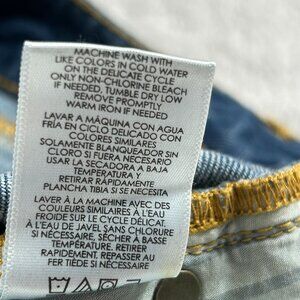 MACHINE WASH WITH
LIKE COLORS IN COLD WATER
ON THE DELICATE CYCLE
ONLY NON-CHLORINE BLEACH
IF NEEDED, TUMBLE DRY LOW
REMOVE PROMPTLY
WARM IRON IF NEEDED
LAVAR A MÁQUINA CON AGUA
FRÍA EN CICLO DELICADO CON
COLORES SIMILARES
SOLAMENTE BLANQUEADOR SIN
CLORO SI FUERA NECESARIO
USAR LA SECADORA A BAJA
TEMPERATURA Y
RETIRAR RÁPIDAMENTE
PLANCHA TIBIA SI SE NECESITA
LAVER À LA MACHINE AVEC DES
COULEURS SIMILAIRES À L'EAU
FROIDE SUR LE CYCLE DÉLICAT.
À L'EAU DE JAVEL SANS CHLORURE
SI NÉCESSAIRE, SÉCHER À BASSE
TEMPÉRATURE. RETIRER
RAPIDEMENT. REPASSER AU
FER TIÈDE SI NÉCESSAIRE